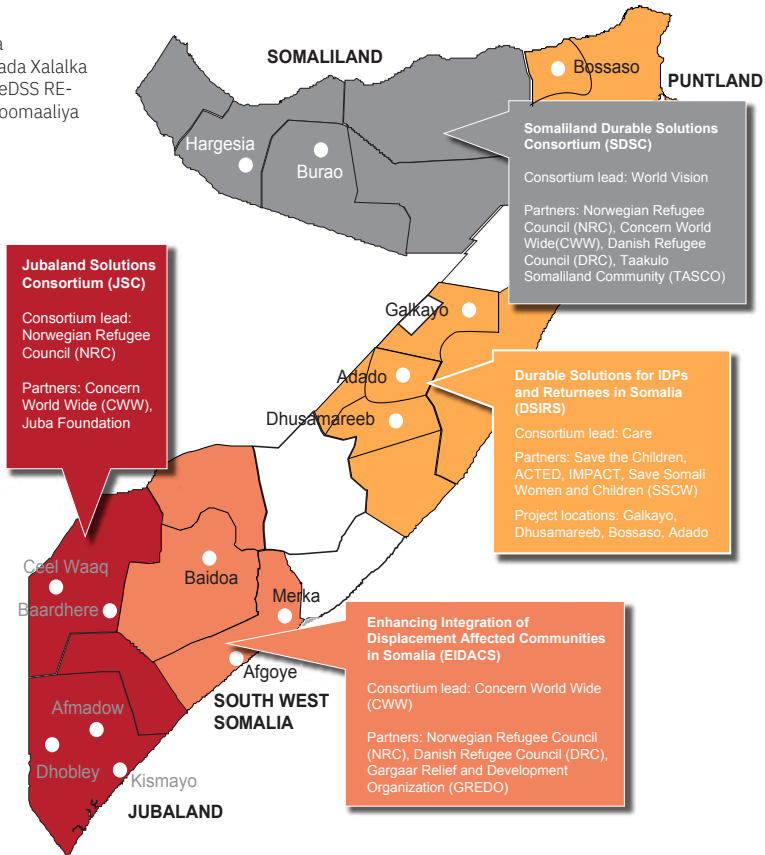 a
ada Xalalka
eDSS RE-
oomaaliya
SOMALILAND
Bossaso
PUNTLAND
Hargesia
Burao
Somaliland Durable Solutions
Consortium (SDSC)
Consortium lead: World Vision
Partners: Norwegian Refugee
Council (NRC), Concern World
Wide(CWW), Danish Refugee
Council (DRC), Taakulo
Somaliland Community (TASCO)
Jubaland Solutions
Consortium (JSC)
Consortium lead:
Norwegian Refugee
Council (NRC)
Partners: Concern
World Wide (CWW),
Juba Foundation
Galkayo
Adado
Dhusamareeb
Durable Solutions for IDPs
and Returnees in Somalia
(DSIRS)
Consortium lead: Care
Partners: Save the Children,
ACTED, IMPACT, Save Somali
Women and Children (SSCW)
Project locations: Galkayo,
Dhusamareeb, Bossaso, Adado
Ceel Waaq
Baardhere
Baidoa
Merka
Afgoye
SOUTH WEST
SOMALIA
Enhancing Integration of
Displacement Affected Communities
in Somalia (EIDACS)
Consortium lead: Concern World Wide
(CWW)
Partners: Norwegian Refugee Council
(NRC), Danish Refugee Council (DRC),
Gargaar Relief and Development
Organization (GREDO)
Afmadow
Dhobley
Kismayo
JUBALAND